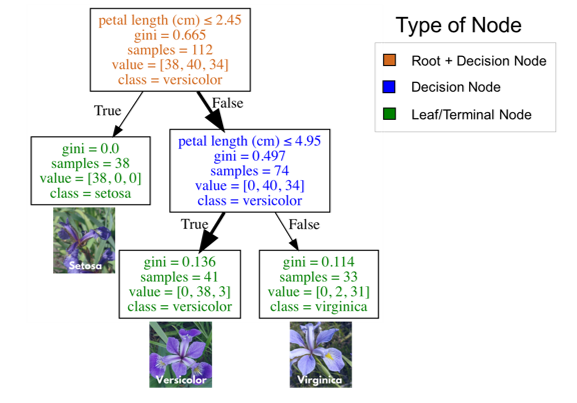 Type of Node
Root + Decision Node
Decision Node
Leaf/Terminal Node
petal length (cm) ≤ 2.45
gini = 0.665
samples = 112
value = [38, 40, 34]
class = versicolor
True
False
gini = 0.0
samples = 38
value = [38, 0, 0]
class = setosa
Setosa
petal length (cm) ≤ 4.95
gini = 0.497
samples = 74
value = [0, 40, 34]
class = versicolor
True
False
gini = 0.136
samples = 41
value = [0, 38, 3]
class = versicolor
Versicolor
gini = 0.114
samples = 33
value = [0, 2, 31]
class = virginica
Virginica